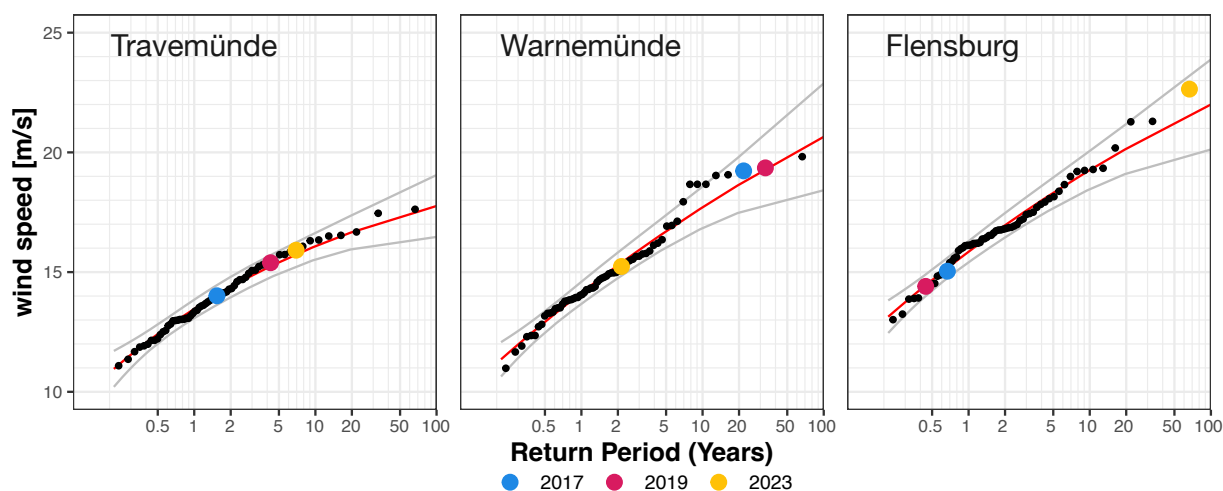 Travemünde Warnemünde Flensburg
25
20
15
10
wind speed [m/s]
0.5 1 2 5 10 20 50 100 0.5 1 2 5 10 20 50 100 0.5 1 2 5 10 20 50 100
Return Period (Years)
2017 2019 2023